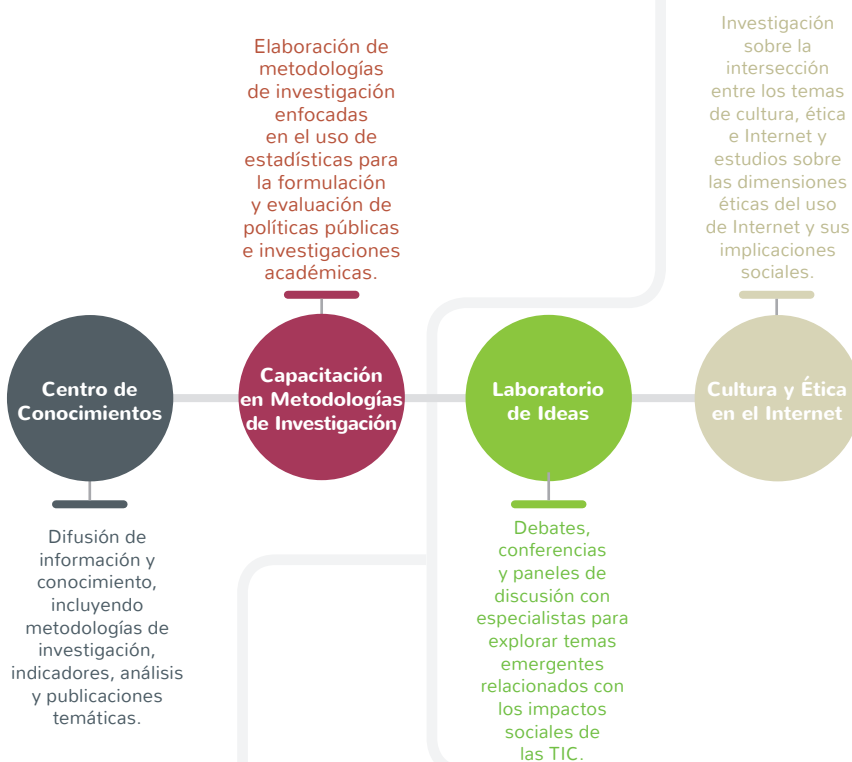 Centro de
Conocimientos
Difusión de
información y
conocimiento,
incluyendo
metodologías de
investigación,
indicadores, análisis
y publicaciones
temáticas.
Elaboración de
metodologías
de investigación
enfocadas
en el uso de
estadísticas para
la formulación
y evaluación de
políticas públicas
e investigaciones
académicas.
Capacitación
en Metodologías
de Investigación
Laboratorio
de Ideas
Debates,
conferencias
y paneles de
discusión con
especialistas para
explorar temas
emergentes
relacionados con
los impactos
sociales de
las TIC.
Investigación
sobre la
intersección
entre los temas
de cultura, ética
e Internet y
estudios sobre
las dimensiones
éticas del uso
de Internet y sus
implicaciones
sociales.
Cultura y Ética
en el Internet